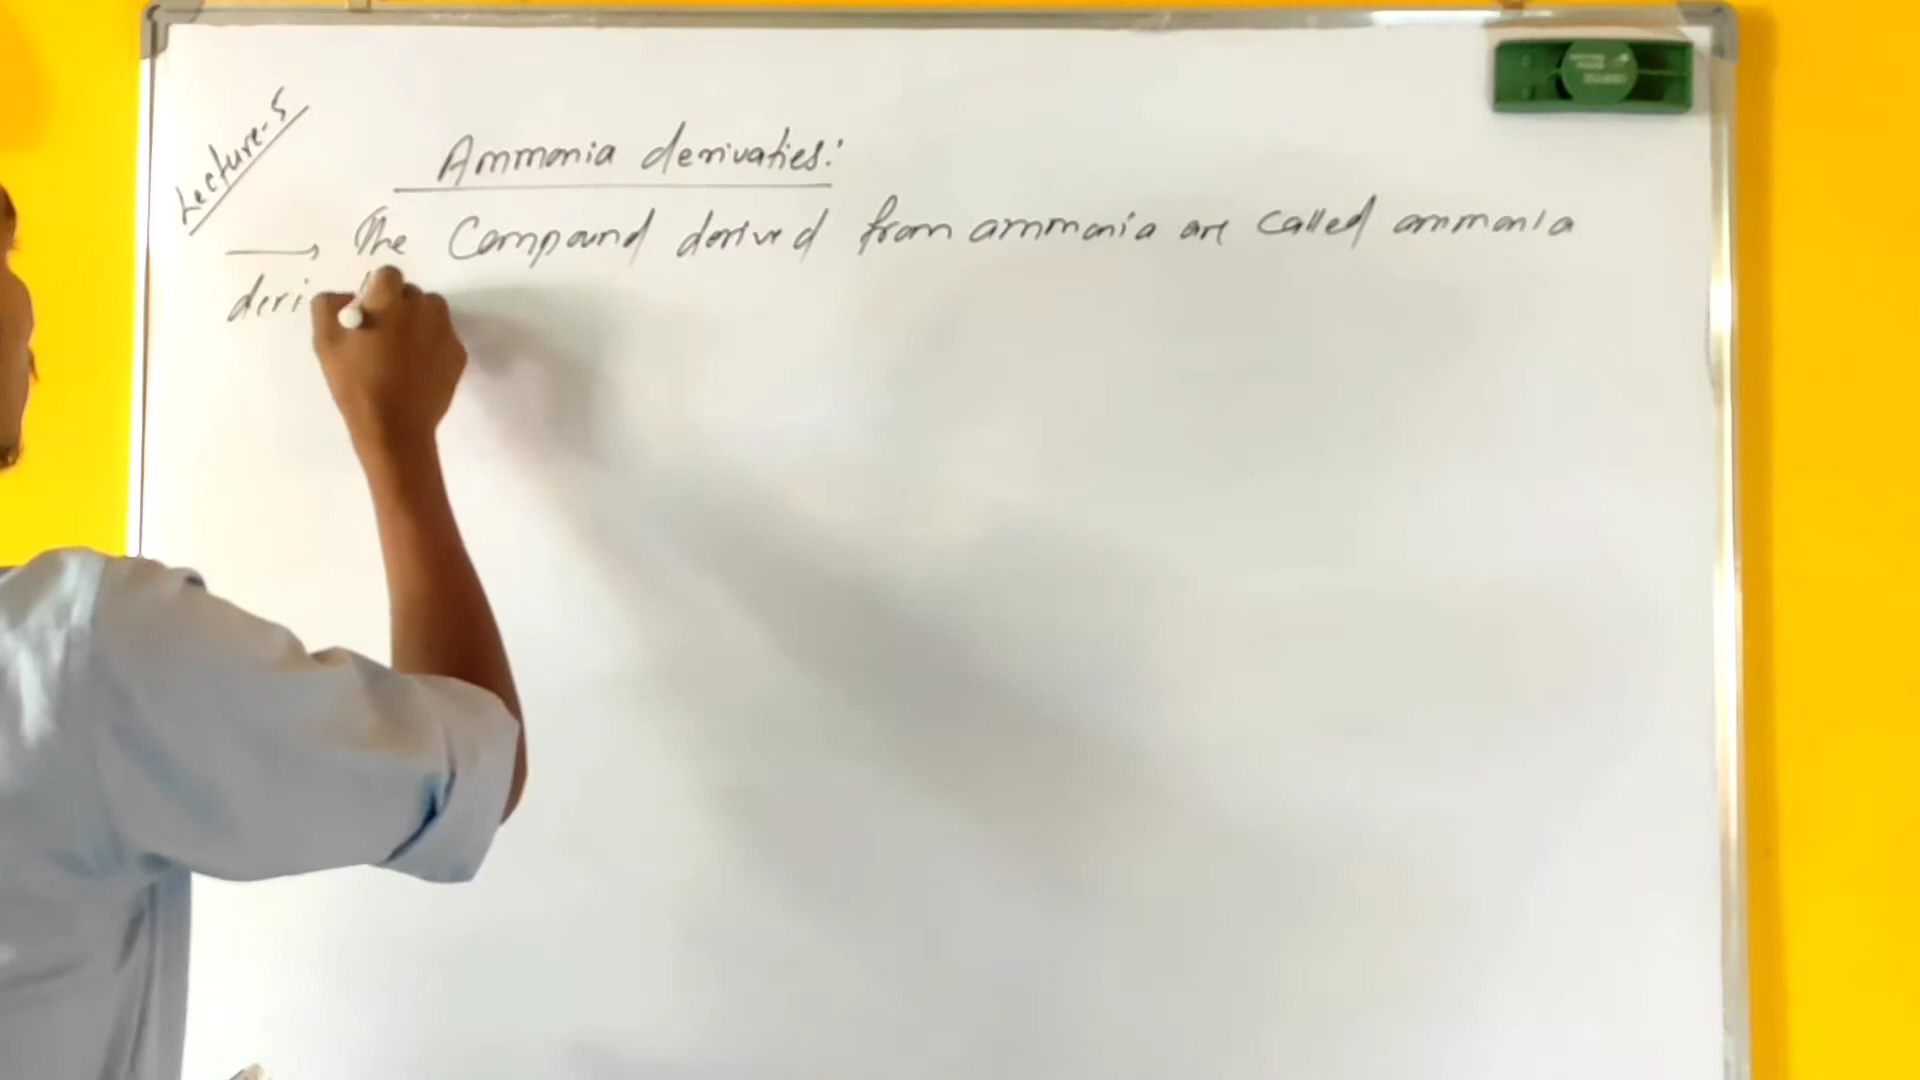 Lecture-5
Ammonia derivaties:
→ The Compound derived from ammonia are called ammonia
deri